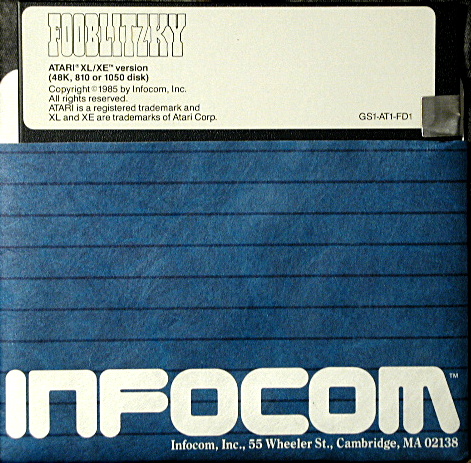 FOOBLITZKY
ATARI® XL/XE™ version
(48K, 810 or 1050 disk)
Copyright ©1985 by Infocom, Inc.
All rights reserved.
ATARI is a registered trademark and
XL and XE are trademarks of Atari Corp.
GS1-AT1-FD1
INFOCOM™
Infocom, Inc., 55 Wheeler St., Cambridge, MA 02138